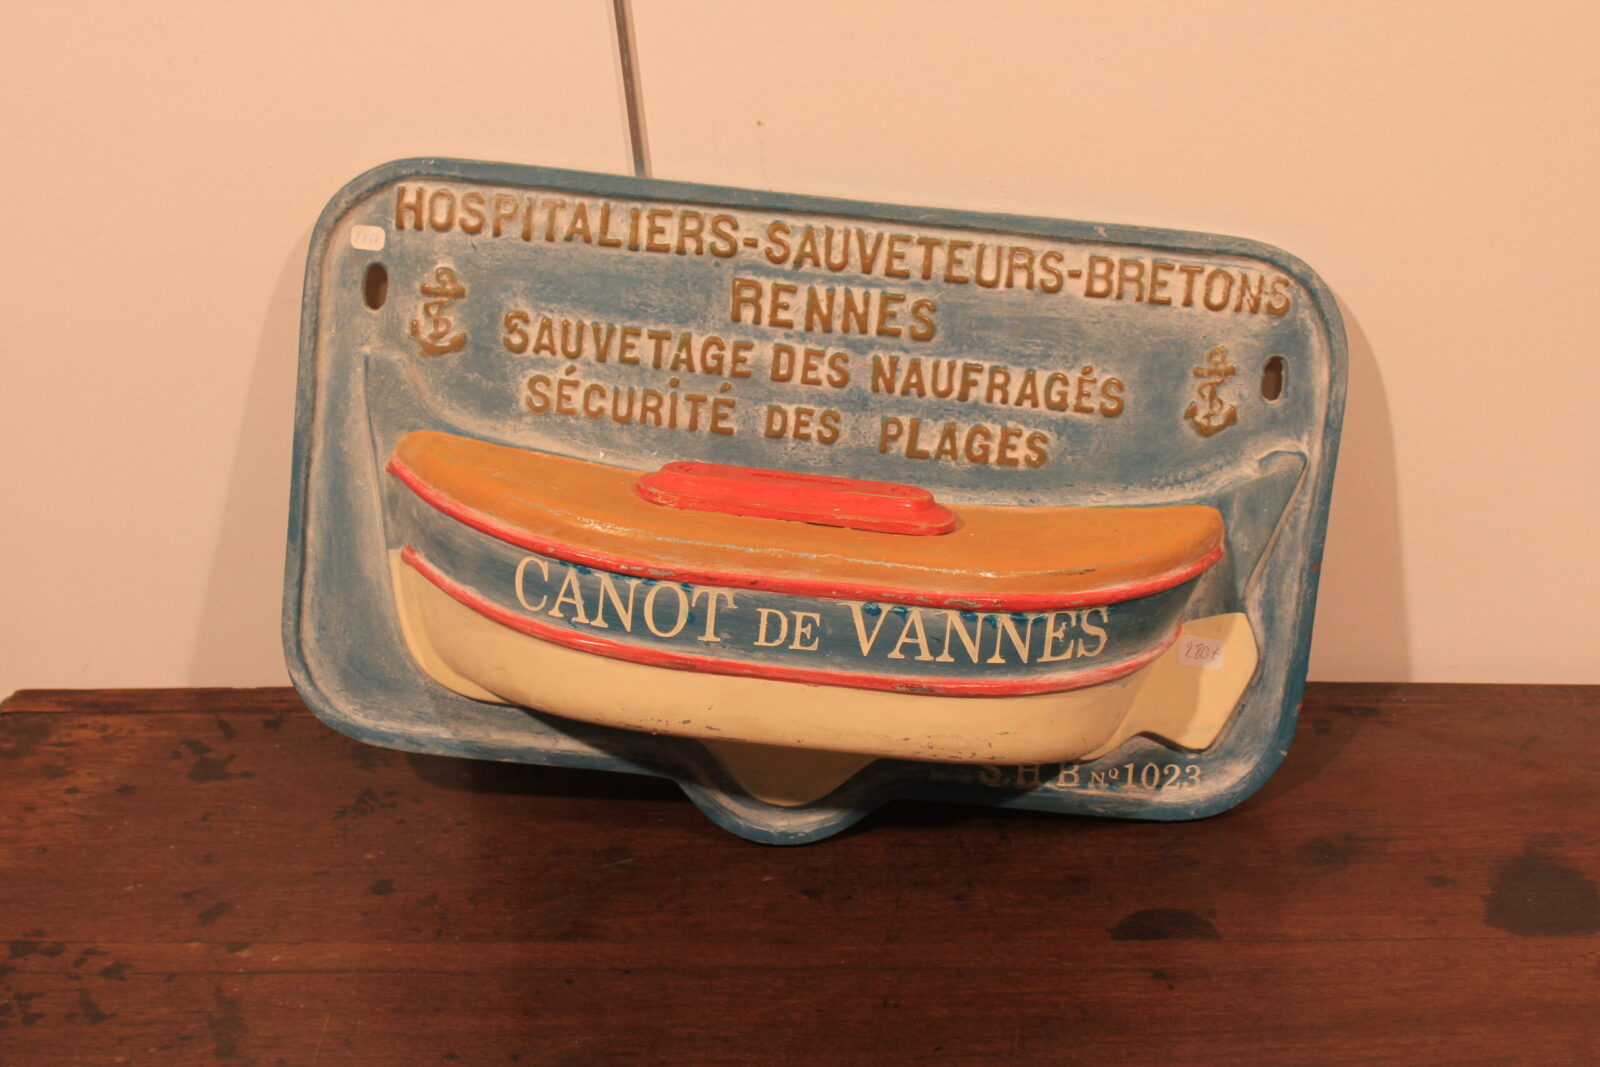 HOSPITALIERS-SAUVETEURS-BRETONS
RENNES
SAUVETAGE DES NAUFRAGÉS
SÉCURITÉ DES PLAGES
CANOT DE VANNES
280€
S.H.B Nº 1023